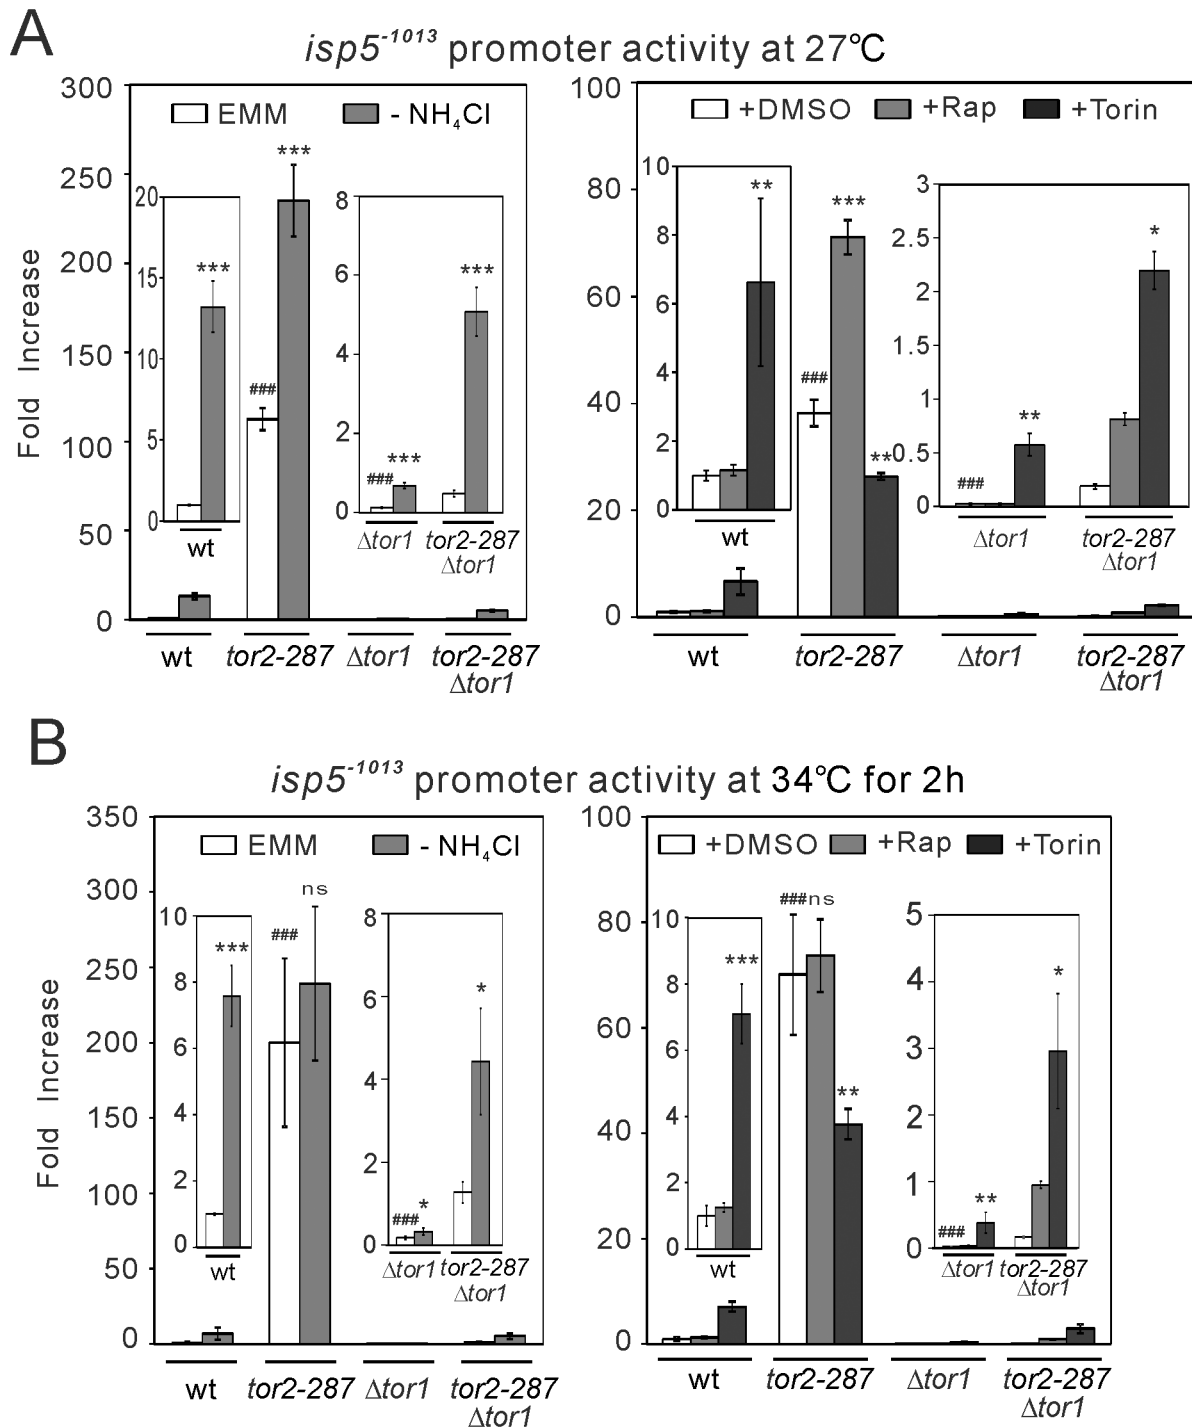 A
isp5-1013 promoter activity at 27℃
Fold Increase
300
250
200
150
100
50
0
EMM
- NH4Cl
***
###
20
15
10
5
0
***
wt
8
6
4
2
0
###
***
***
Δtor1
tor2-287
Δtor1
wt
tor2-287
Δtor1
tor2-287
Δtor1
100
80
60
40
20
0
+DMSO
+Rap
+Torin
10
8
6
4
2
0
**
wt
###
***
**
3
2.5
2
1.5
1
0.5
0
###
**
*
Δtor1
tor2-287
Δtor1
wt
tor2-287
Δtor1
tor2-287
Δtor1
B
isp5-1013 promoter activity at 34℃ for 2h
Fold Increase
350
300
250
200
150
100
50
0
EMM
- NH4Cl
###
ns
10
8
6
4
2
0
***
wt
8
6
4
2
0
###
*
*
Δtor1
tor2-287
Δtor1
wt
tor2-287
Δtor1
tor2-287
Δtor1
100
80
60
40
20
0
+DMSO
+Rap
+Torin
10
8
6
4
2
0
***
wt
###
ns
**
5
4
3
2
1
0
###
**
*
Δtor1
tor2-287
Δtor1
wt
tor2-287
Δtor1
tor2-287
Δtor1